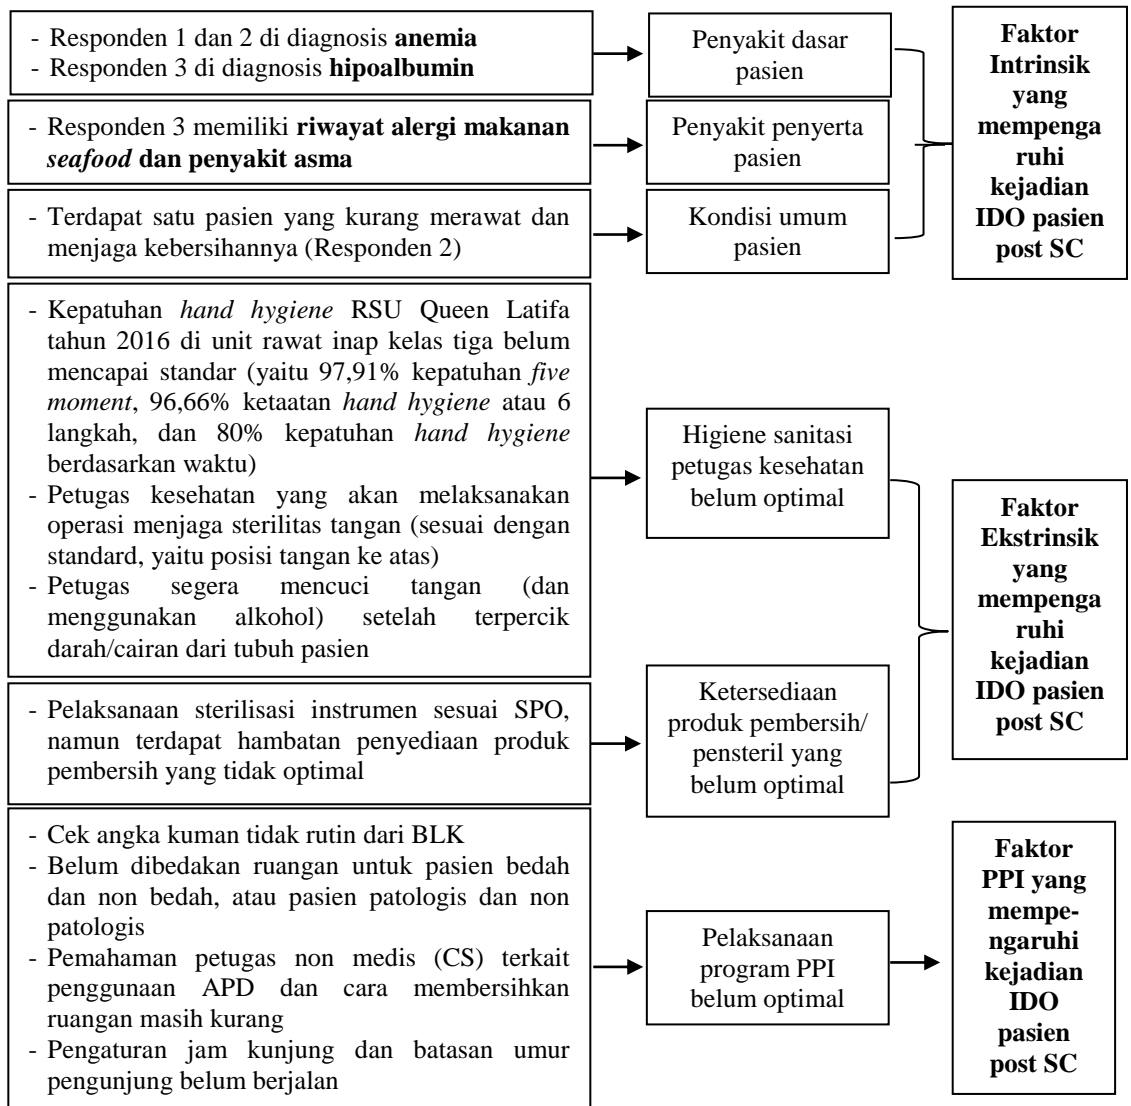 - Responden 1 dan 2 di diagnosis anemia
- Responden 3 di diagnosis hipoalbumin
Penyakit dasar
pasien
- Responden 3 memiliki riwayat alergi makanan
seafood dan penyakit asma
Penyakit penyerta
pasien
- Terdapat satu pasien yang kurang merawat dan
menjaga kebersihannya (Responden 2)
Kondisi umum
pasien
Faktor
Intrinsik
yang
mempenga
ruhi
kejadian
IDO pasien
post SC
- Kepatuhan hand hygiene RSU Queen Latifa
tahun 2016 di unit rawat inap kelas tiga belum
mencapai standar (yaitu 97,91% kepatuhan five
moment, 96,66% ketaatan hand hygiene atau 6
langkah, dan 80% kepatuhan hand hygiene
berdasarkan waktu)
- Petugas kesehatan yang akan melaksanakan
operasi menjaga sterilitas tangan (sesuai dengan
standard, yaitu posisi tangan ke atas)
- Petugas segera mencuci tangan (dan
menggunakan alkohol) setelah terpercik
darah/cairan dari tubuh pasien
Higiene sanitasi
petugas kesehatan
belum optimal
- Pelaksanaan sterilisasi instrumen sesuai SPO,
namun terdapat hambatan penyediaan produk
pembersih yang tidak optimal
Ketersediaan
produk pembersih/
pensteril yang
belum optimal
Faktor
Ekstrinsik
yang
mempenga
ruhi
kejadian
IDO pasien
post SC
- Cek angka kuman tidak rutin dari BLK
- Belum dibedakan ruangan untuk pasien bedah
dan non bedah, atau pasien patologis dan non
patologis
- Pemahaman petugas non medis (CS) terkait
penggunaan APD dan cara membersihkan
ruangan masih kurang
- Pengaturan jam kunjung dan batasan umur
pengunjung belum berjalan
Pelaksanaan
program PPI
belum optimal
Faktor
PPI yang
mempe-
ngaruhi
kejadian
IDO
pasien
post SC